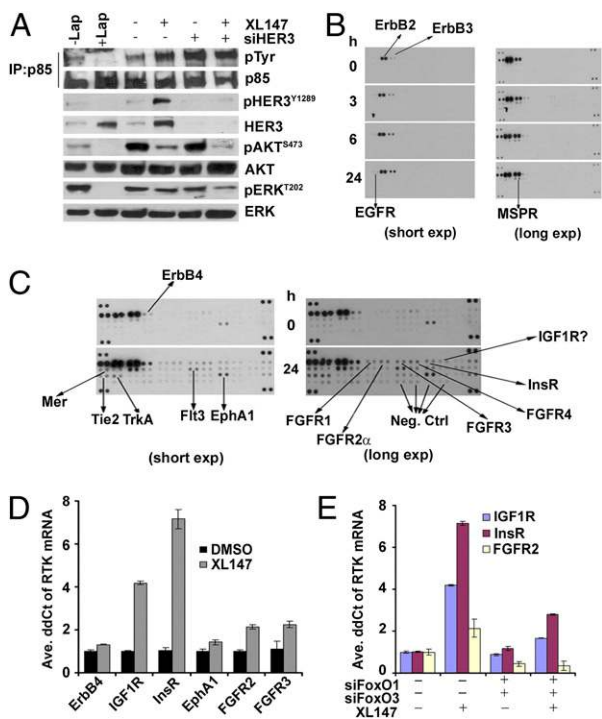 A
-Lap
+Lap
- + - + XL147
- - + + siHER3
IP:p85
pTyr
p85
pHER3Y1289
HER3
pAKTS473
AKT
pERKT202
ERK
B
h
ErbB2
ErbB3
0
3
6
24
EGFR
MSPR
(short exp)
(long exp)
C
ErbB4
h
0
24
IGF1R?
InsR
Mer
Tie2 TrkA
Flt3 EphA1
FGFR1
FGFR2α
Neg. Ctrl
FGFR3
FGFR4
(short exp)
(long exp)
D
Ave. ddCt of RTK mRNA
8
6
4
2
0
DMSO
XL147
ErbB4
IGF1R
InsR
EphA1
FGFR2
FGFR3
E
Ave. ddCt of RTK mRNA
8
6
4
2
0
IGF1R
InsR
FGFR2
siFoxO1 - - + +
siFoxO3 - - + +
XL147 - + - +